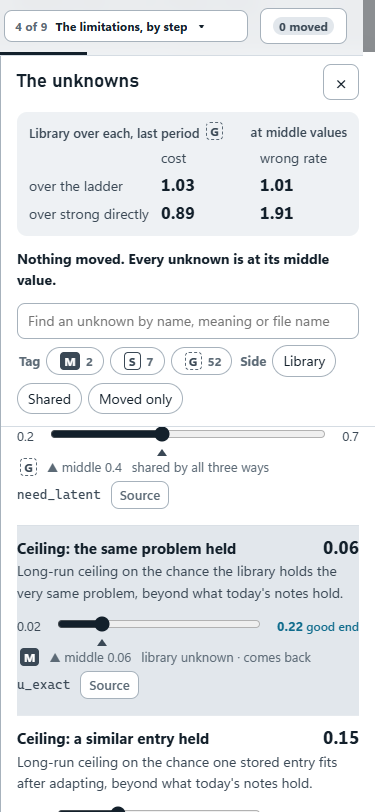 4 of 9 The limitations, by step
0 moved
The unknowns
×
Library over each, last period G at middle values
cost wrong rate
over the ladder 1.03 1.01
over strong directly 0.89 1.91
Nothing moved. Every unknown is at its middle
value.
Find an unknown by name, meaning or file name
Tag M 2 S 7 G 52 Side Library
Shared Moved only
0.2 0.7
G ▲ middle 0.4 shared by all three ways
need_latent Source
Ceiling: the same problem held 0.06
Long-run ceiling on the chance the library holds the
very same problem, beyond what today's notes hold.
0.02 0.22 good end
M ▲ middle 0.06 library unknown · comes back
u_exact Source
Ceiling: a similar entry held 0.15
Long-run ceiling on the chance one stored entry fits
after adapting, beyond what today's notes hold.